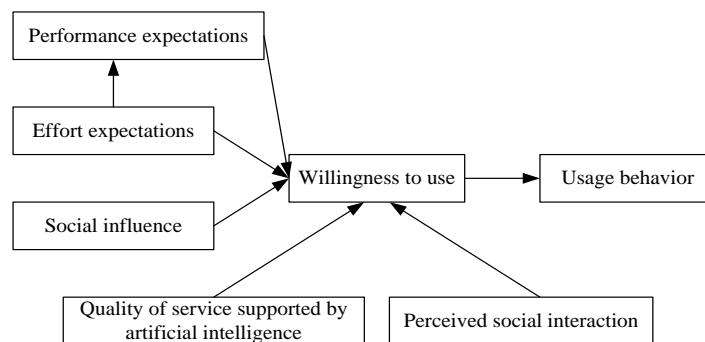 Performance expectations
Effort expectations
Willingness to use
Usage behavior
Social influence
Quality of service supported by
artificial intelligence
Perceived social interaction